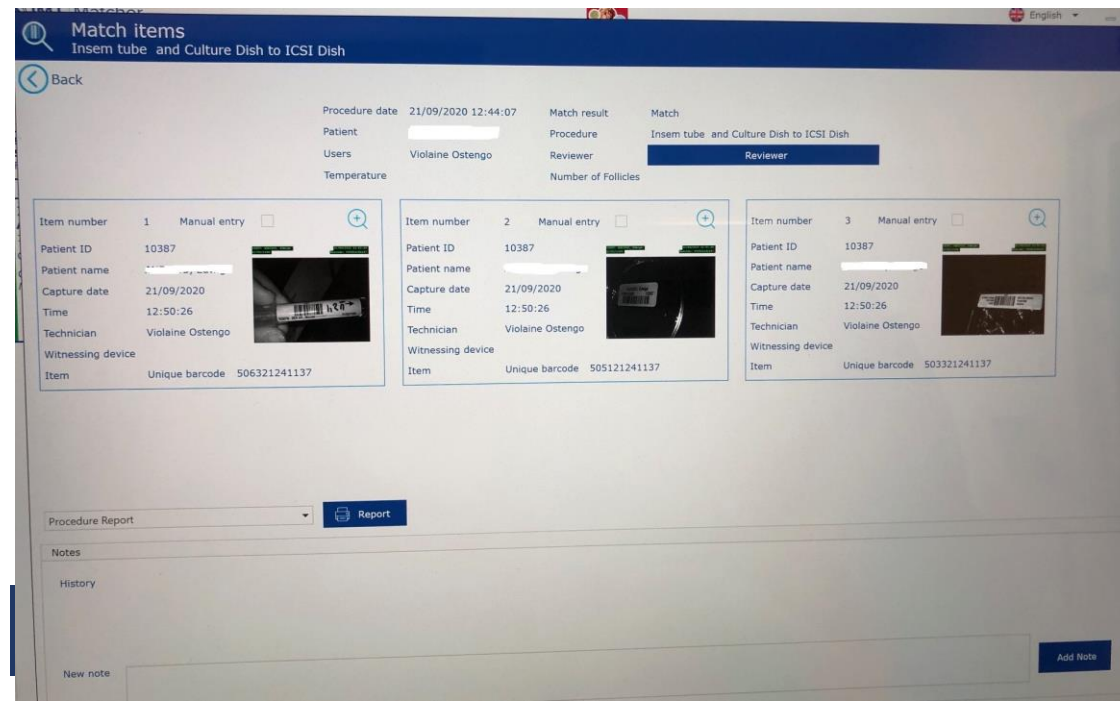 English
Match items
Insem tube and Culture Dish to ICSI Dish
Back
Procedure date 21/09/2020 12:44:07 Match result Match
Patient Procedure Insem tube and Culture Dish to ICSI Dish
Users Violaine Ostengo Reviewer Reviewer
Temperature Number of Follicles
Item number 1 Manual entry
Patient ID 10387
Patient name
Capture date 21/09/2020
Time 12:50:26
Technician Violaine Ostengo
Witnessing device
Item Unique barcode 506321241137
Item number 2 Manual entry
Patient ID 10387
Patient name
Capture date 21/09/2020
Time 12:50:26
Technician Violaine Ostengo
Witnessing device
Item Unique barcode 505121241137
Item number 3 Manual entry
Patient ID 10387
Patient name
Capture date 21/09/2020
Time 12:50:26
Technician Violaine Ostengo
Witnessing device
Item Unique barcode 503321241137
Procedure Report Report
Notes
History
New note Add Note